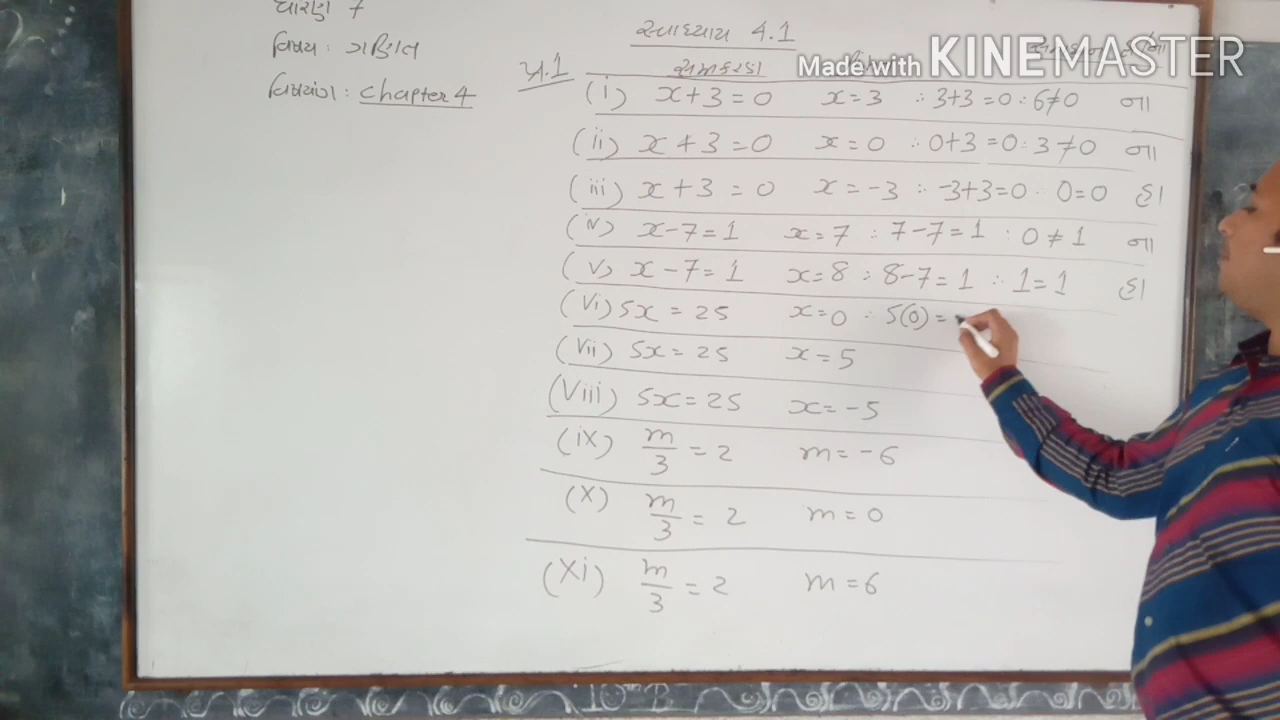 ધોરણ 7
વિષય: ગણિત
વિષયાંગ: Chapter 4
સ્વાધ્યાય 4.1
Made with KINEMASTER
પ્ર.1 સમીકરણ
(i) x+3=0 x=3 ∴ 3+3=0 ∴ 6≠0 ના
(ii) x+3=0 x=0 ∴ 0+3=0 ∴ 3≠0 ના
(iii) x+3=0 x=-3 ∴ -3+3=0 ∴ 0=0 હા
(iv) x-7=1 x=7 ∴ 7-7=1 ∴ 0≠1 ના
(v) x-7=1 x=8 ∴ 8-7=1 ∴ 1=1 હા
(vi) 5x=25 x=0 ∴ 5(0)=
(vii) 5x=25 x=5
(viii) 5x=25 x=-5
(ix) m/3=2 m=-6
(x) m/3=2 m=0
(xi) m/3=2 m=6
10th B